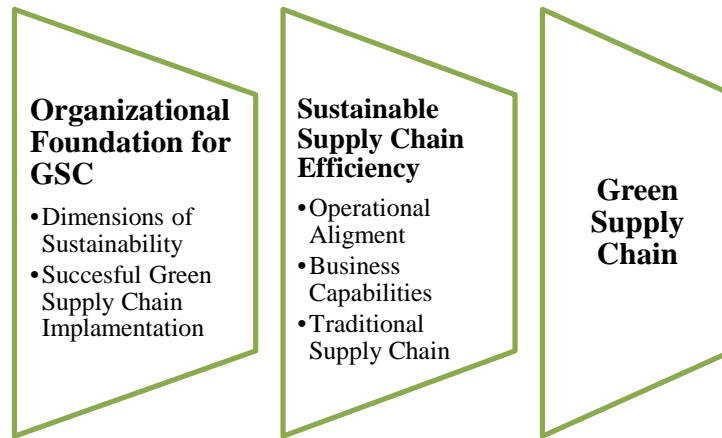 Organizational
Foundation for
GSC
•Dimensions of
Sustainability
•Succesful Green
Supply Chain
Implamentation
Sustainable
Supply Chain
Efficiency
•Operational
Aligment
•Business
Capabilities
•Traditional
Supply Chain
Green
Supply
Chain